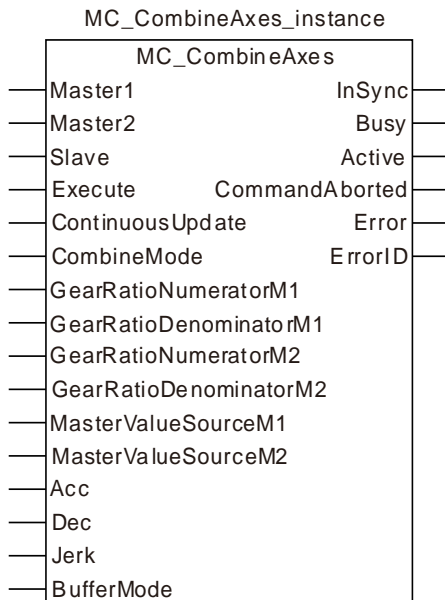 MC_CombineAxes_instance
MC_CombineAxes
Master1 InSync
Master2 Busy
Slave Active
Execute CommandAborted
ContinuousUpdate Error
CombineMode ErrorID
GearRatioNumeratorM1
GearRatioDenominatorM1
GearRatioNumeratorM2
GearRatioDenominatorM2
MasterValueSourceM1
MasterValueSourceM2
Acc
Dec
Jerk
BufferMode